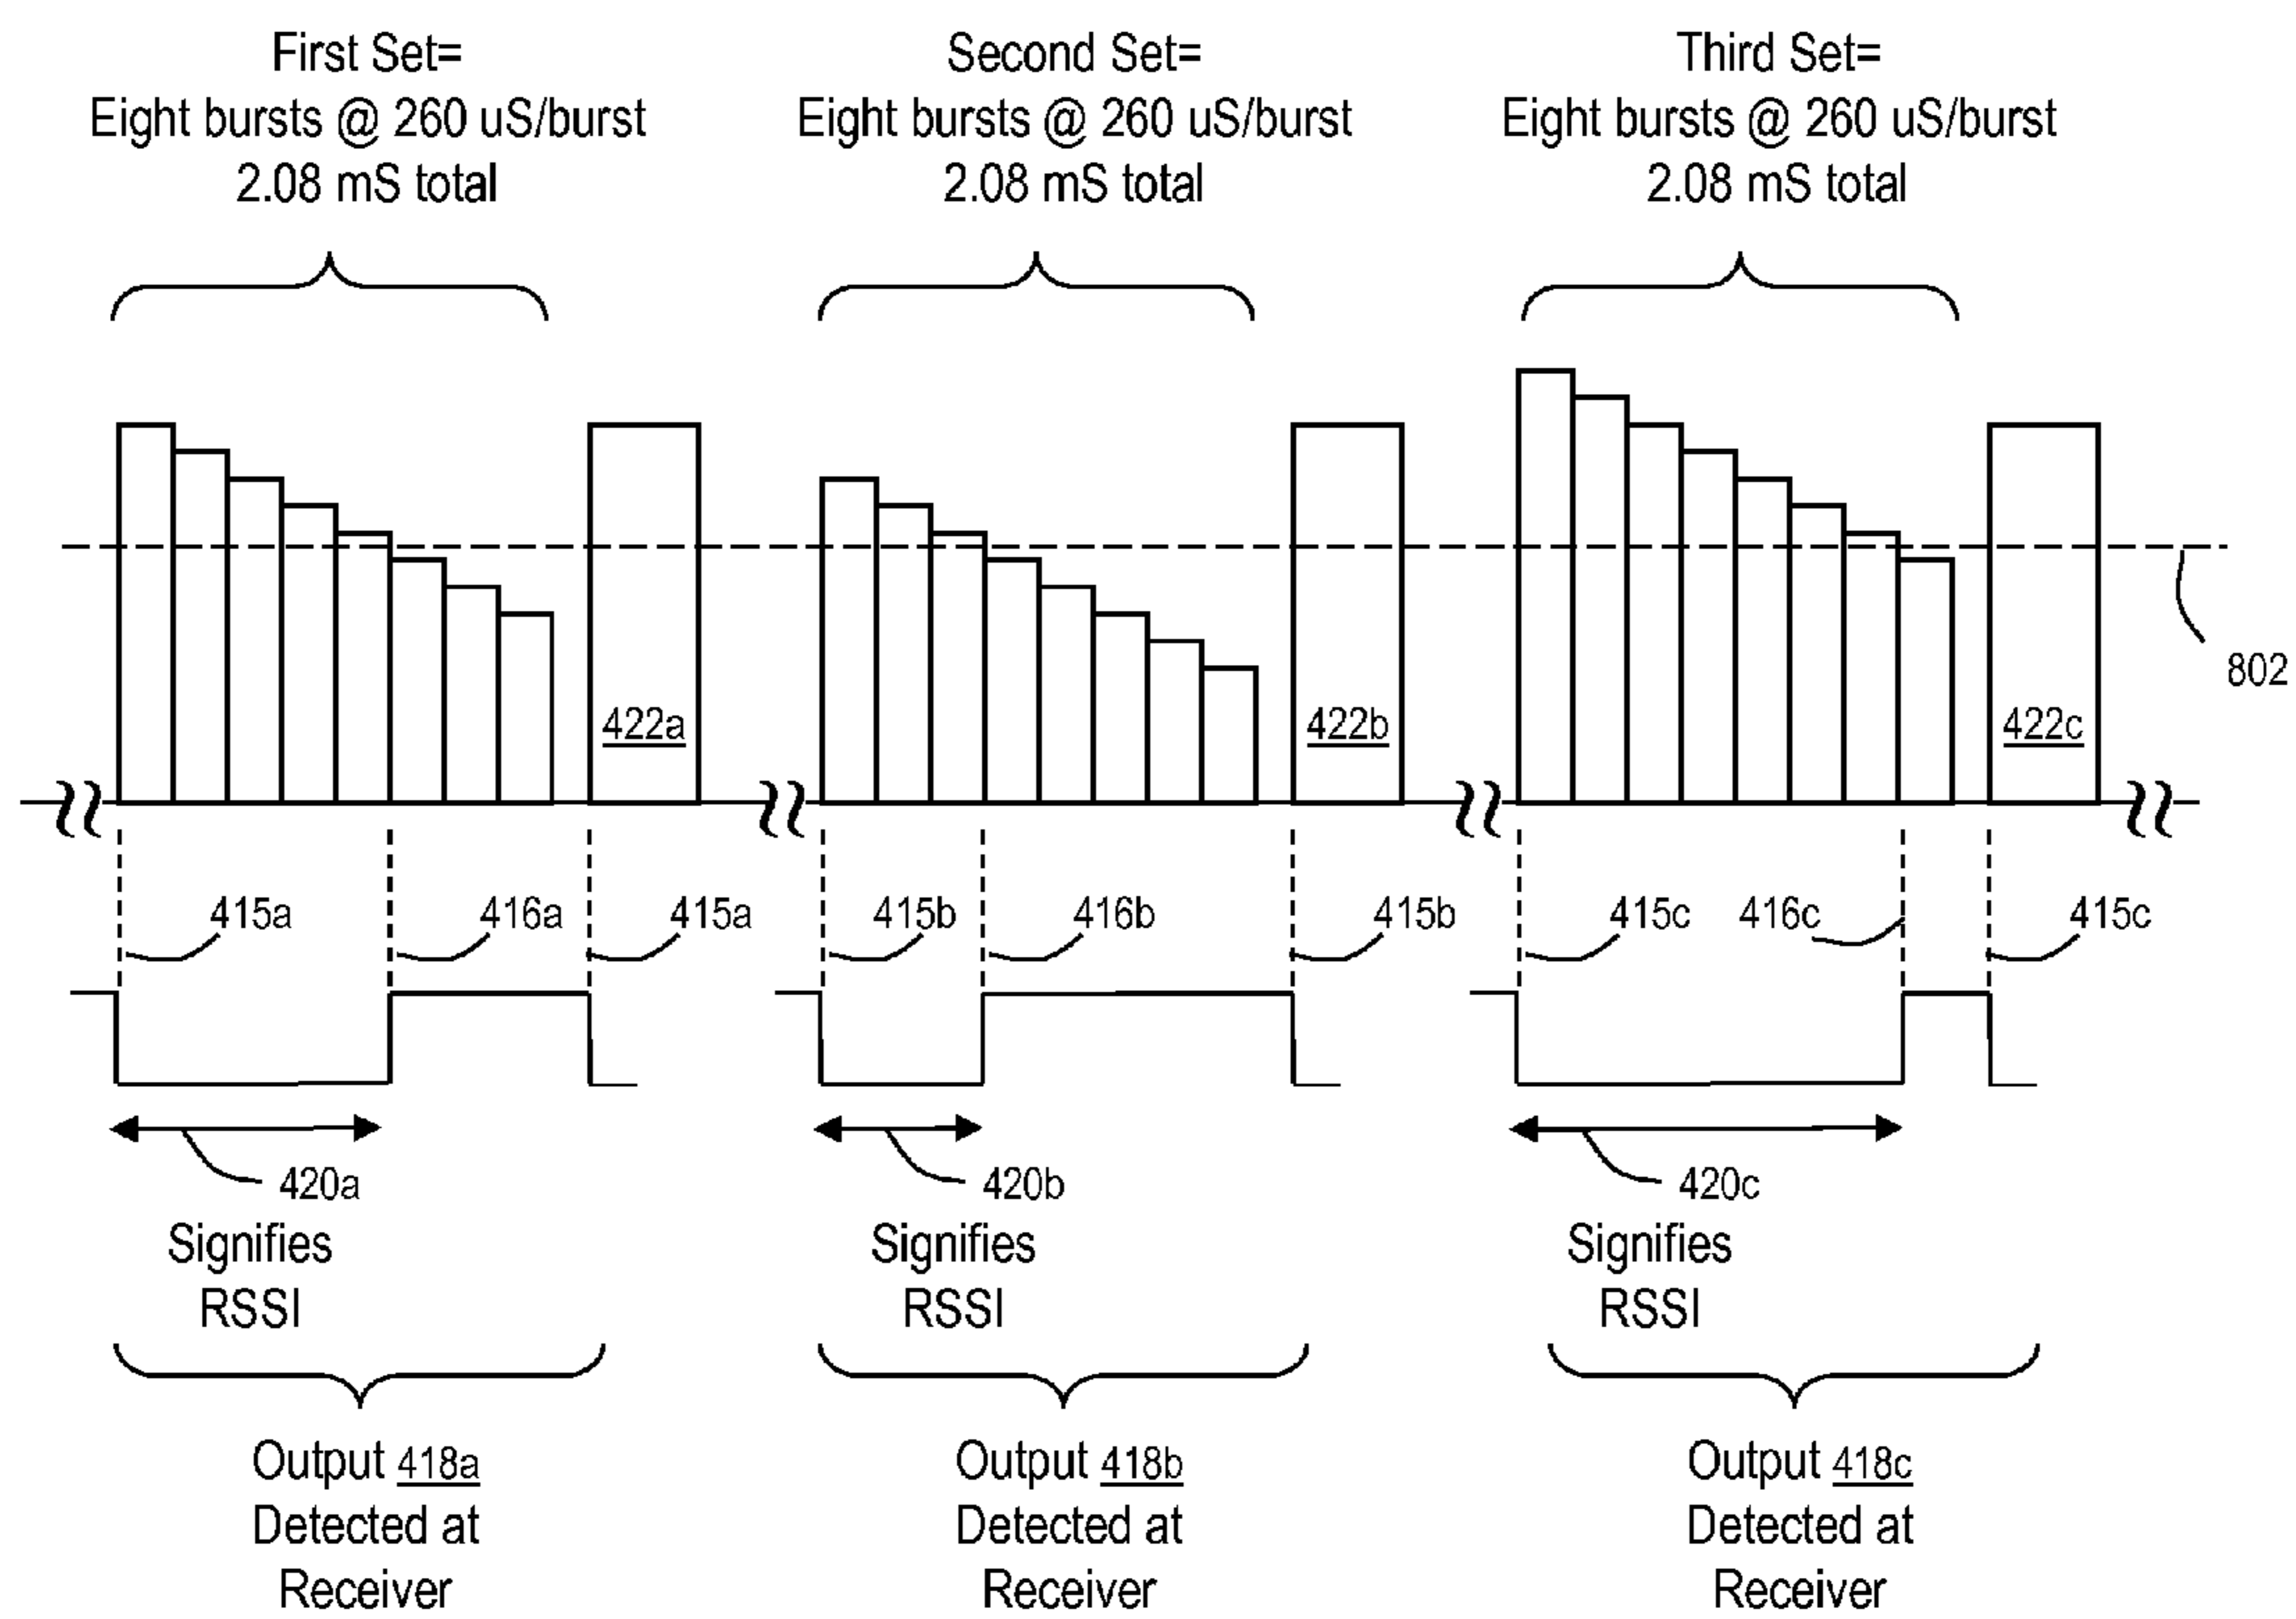 First Set=
Eight bursts @ 260 uS/burst
2.08 mS total
Second Set=
Eight bursts @ 260 uS/burst
2.08 mS total
Third Set=
Eight bursts @ 260 uS/burst
2.08 mS total
802
422a
422b
422c
415a
416a
415a
415b
416b
415b
415c
416c
415c
420a
Signifies
RSSI
420b
Signifies
RSSI
420c
Signifies
RSSI
Output 418a
Detected at
Receiver
Output 418b
Detected at
Receiver
Output 418c
Detected at
Receiver